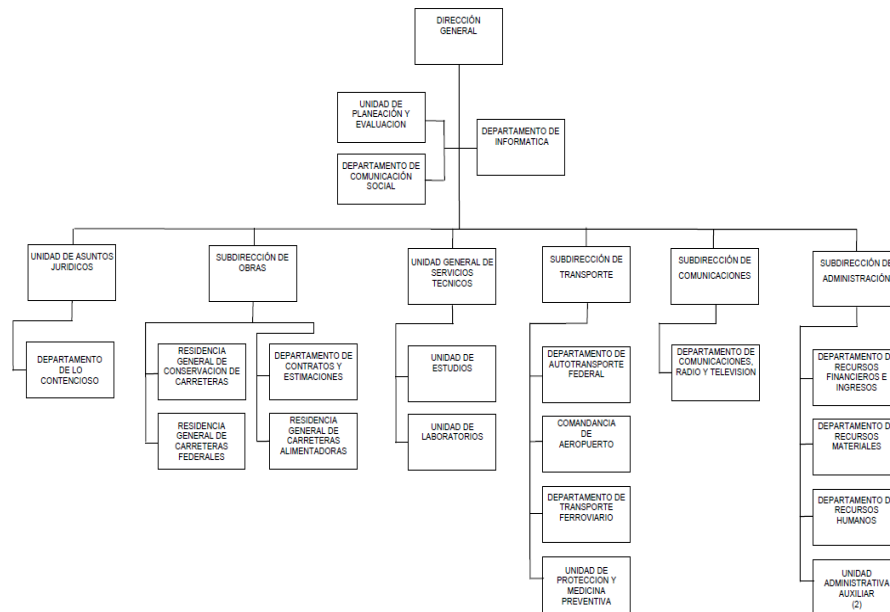 DIRECCIÓN
GENERAL
UNIDAD DE
PLANEACIÓN Y
EVALUACION
DEPARTAMENTO DE
INFORMATICA
DEPARTAMENTO DE
COMUNICACIÓN
SOCIAL
UNIDAD DE ASUNTOS
JURIDICOS
SUBDIRECCIÓN DE
OBRAS
UNIDAD GENERAL DE
SERVICIOS
TECNICOS
SUBDIRECCIÓN DE
TRANSPORTE
SUBDIRECCIÓN DE
COMUNICACIONES
SUBDIRECCIÓN DE
ADMINISTRACIÓN
DEPARTAMENTO
DE LO
CONTENCIOSO
RESIDENCIA
GENERAL DE
CONSERVACION DE
CARRETERAS
DEPARTAMENTO DE
CONTRATOS Y
ESTIMACIONES
RESIDENCIA
GENERAL DE
CARRETERAS
FEDERALES
RESIDENCIA
GENERAL DE
CARRETERAS
ALIMENTADORAS
UNIDAD DE
ESTUDIOS
UNIDAD DE
LABORATORIOS
DEPARTAMENTO DE
AUTOTRANSPORTE
FEDERAL
COMANDANCIA
DE
AEROPUERTO
DEPARTAMENTO DE
TRANSPORTE
FERROVIARIO
UNIDAD DE
PROTECCION Y
MEDICINA
PREVENTIVA
DEPARTAMENTO DE
COMUNICACIONES,
RADIO Y TELEVISION
DEPARTAMENTO D
RECURSOS
FINANCIEROS E
INGRESOS
DEPARTAMENTO D
RECURSOS
MATERIALES
DEPARTAMENTO D
RECURSOS
HUMANOS
UNIDAD
ADMINISTRATIVA
AUXILIAR
(2)